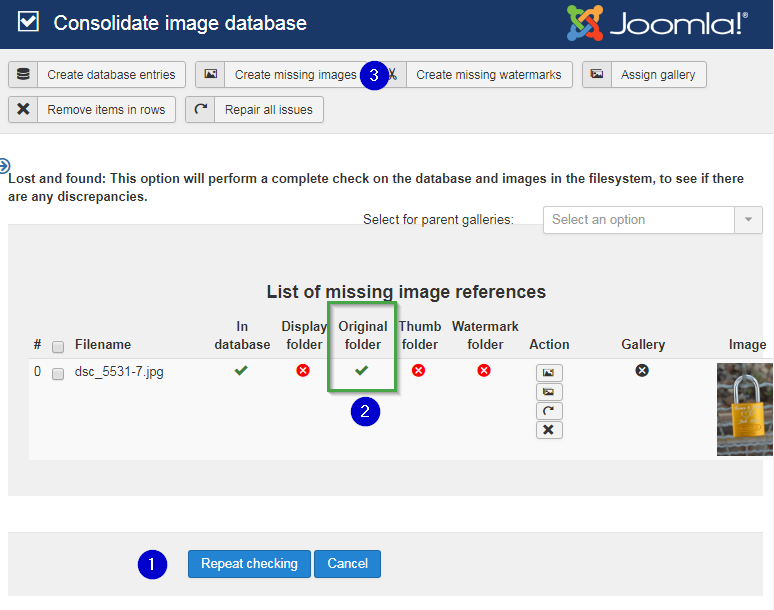 Consolidate image database
Joomla!®
Create database entries
Create missing images
3
Create missing watermarks
Assign gallery
Remove items in rows
Repair all issues
Lost and found: This option will perform a complete check on the database and images in the filesystem, to see if there
are any discrepancies.
Select for parent galleries:
Select an option
List of missing image references
# Filename In database Display folder Original folder Thumb folder Watermark folder Action Gallery Image
0 dsc_5531-7.jpg
2
1
Repeat checking
Cancel